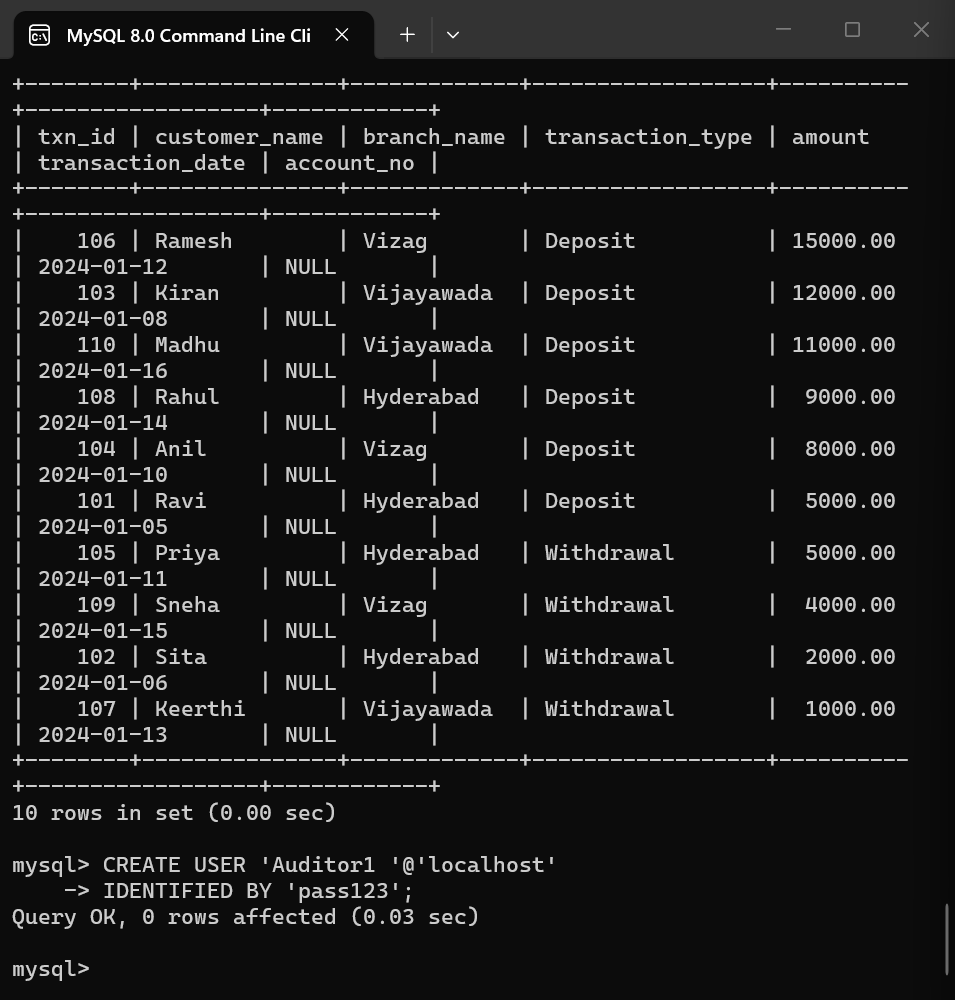 MySQL 8.0 Command Line Cli
+--------+---------------+-------------+------------------+----------
+------------------+------------+
| txn_id | customer_name | branch_name | transaction_type | amount
| transaction_date | account_no |
+--------+---------------+-------------+------------------+----------
+------------------+------------+
|    106 | Ramesh        | Vizag       | Deposit          | 15000.00
| 2024-01-12       | NULL       |
|    103 | Kiran         | Vijayawada  | Deposit          | 12000.00
| 2024-01-08       | NULL       |
|    110 | Madhu         | Vijayawada  | Deposit          | 11000.00
| 2024-01-16       | NULL       |
|    108 | Rahul         | Hyderabad   | Deposit          |  9000.00
| 2024-01-14       | NULL       |
|    104 | Anil          | Vizag       | Deposit          |  8000.00
| 2024-01-10       | NULL       |
|    101 | Ravi          | Hyderabad   | Deposit          |  5000.00
| 2024-01-05       | NULL       |
|    105 | Priya         | Hyderabad   | Withdrawal       |  5000.00
| 2024-01-11       | NULL       |
|    109 | Sneha         | Vizag       | Withdrawal       |  4000.00
| 2024-01-15       | NULL       |
|    102 | Sita          | Hyderabad   | Withdrawal       |  2000.00
| 2024-01-06       | NULL       |
|    107 | Keerthi       | Vijayawada  | Withdrawal       |  1000.00
| 2024-01-13       | NULL       |
+--------+---------------+-------------+------------------+----------
+------------------+------------+
10 rows in set (0.00 sec)
mysql> CREATE USER 'Auditor1 '@'localhost'
    -> IDENTIFIED BY 'pass123';
Query OK, 0 rows affected (0.03 sec)
mysql>